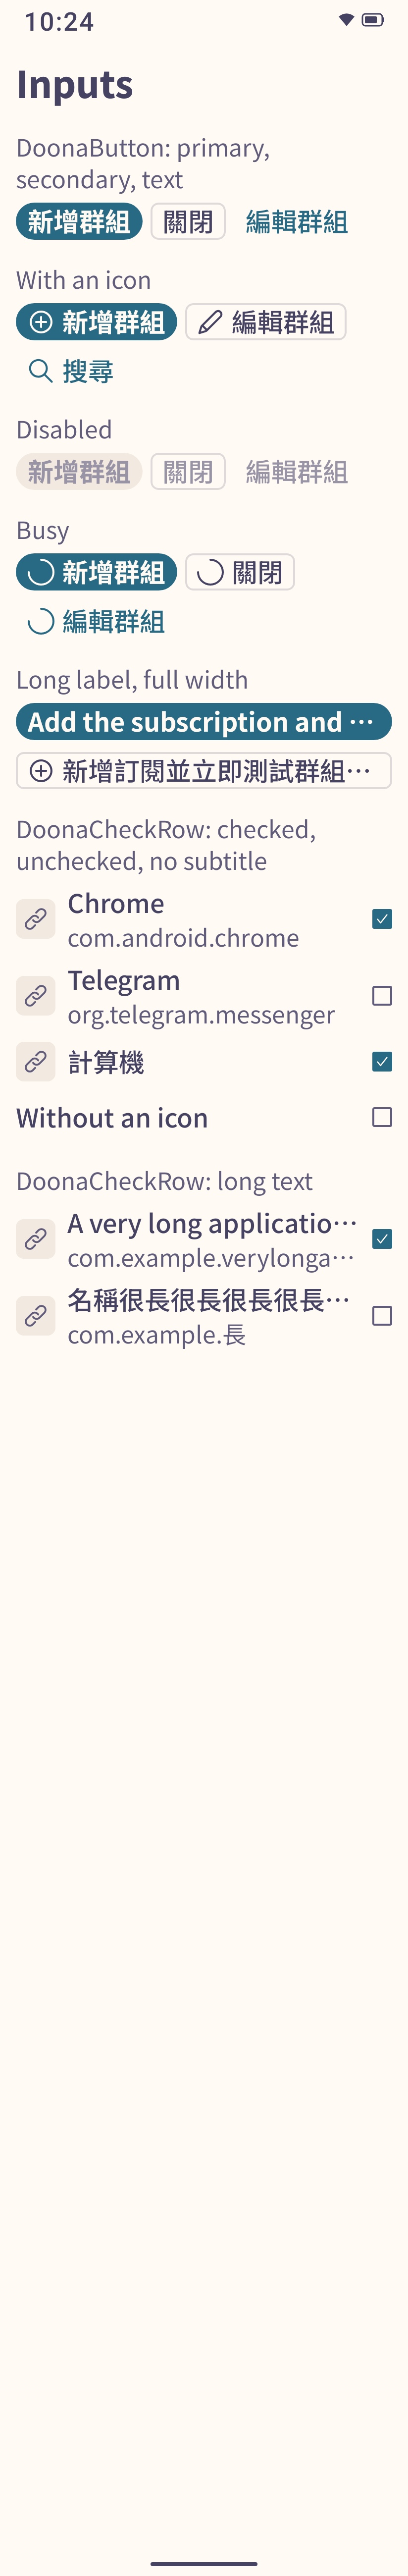 10:24
Inputs
DoonaButton: primary,
secondary, text
新增群組 關閉 編輯群組
With an icon
新增群組 編輯群組
搜尋
Disabled
新增群組 關閉 編輯群組
Busy
新增群組 關閉
編輯群組
Long label, full width
Add the subscription and …
新增訂閱並立即測試群組…
DoonaCheckRow: checked,
unchecked, no subtitle
Chrome
com.android.chrome
Telegram
org.telegram.messenger
計算機
Without an icon
DoonaCheckRow: long text
A very long applicatio…
com.example.verylonga…
名稱很長很長很長很長…
com.example.長